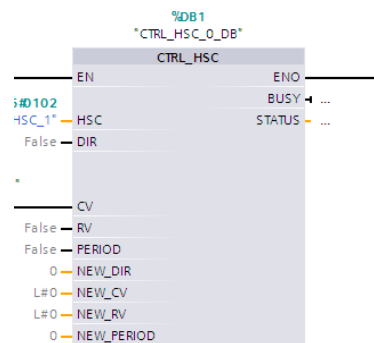 %DB1
"CTRL_HSC_0_DB"
CTRL_HSC
EN ENO
BUSY ...
HSC_1" HSC STATUS ...
False DIR
"
CV
False RV
False PERIOD
0 NEW_DIR
L#0 NEW_CV
L#0 NEW_RV
0 NEW_PERIOD